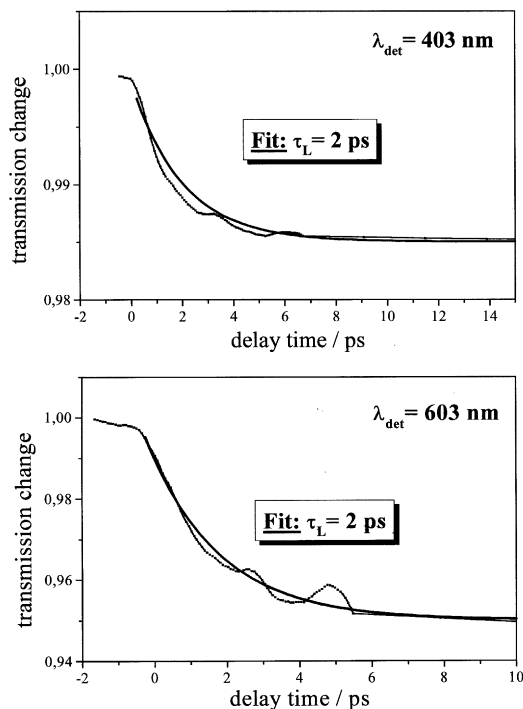 λdet= 403 nm
1,00
0,99
0,98
transmission change
Fit: τL= 2 ps
-2 0 2 4 6 8 10 12 14
delay time / ps
λdet= 603 nm
1,00
0,98
0,96
0,94
transmission change
Fit: τL= 2 ps
-2 0 2 4 6 8 10
delay time / ps